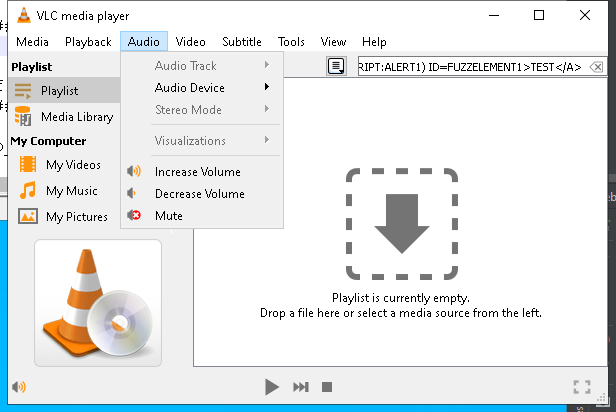 VLC media player
Media Playback Audio Video Subtitle Tools View Help
Playlist
Playlist
Media Library
My Computer
My Videos
My Music
My Pictures
Audio Track
Audio Device
Stereo Mode
Visualizations
Increase Volume
Decrease Volume
Mute
RIPT:ALERT1) ID=FUZZELEMENT1>TEST</A>
Playlist is currently empty.
Drop a file here or select a media source from the left.